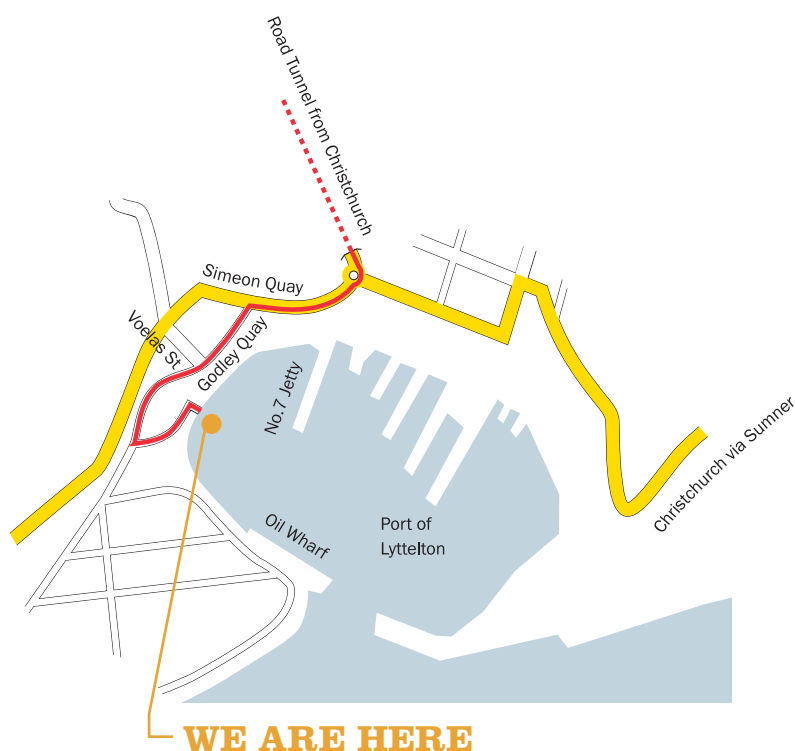 Road Tunnel from Christchurch
Simeon Quay
Voelas St
Godley Quay
No.7 Jetty
Christchurch via Sumner
Oil Wharf
Port of
Lyttelton
WE ARE HERE